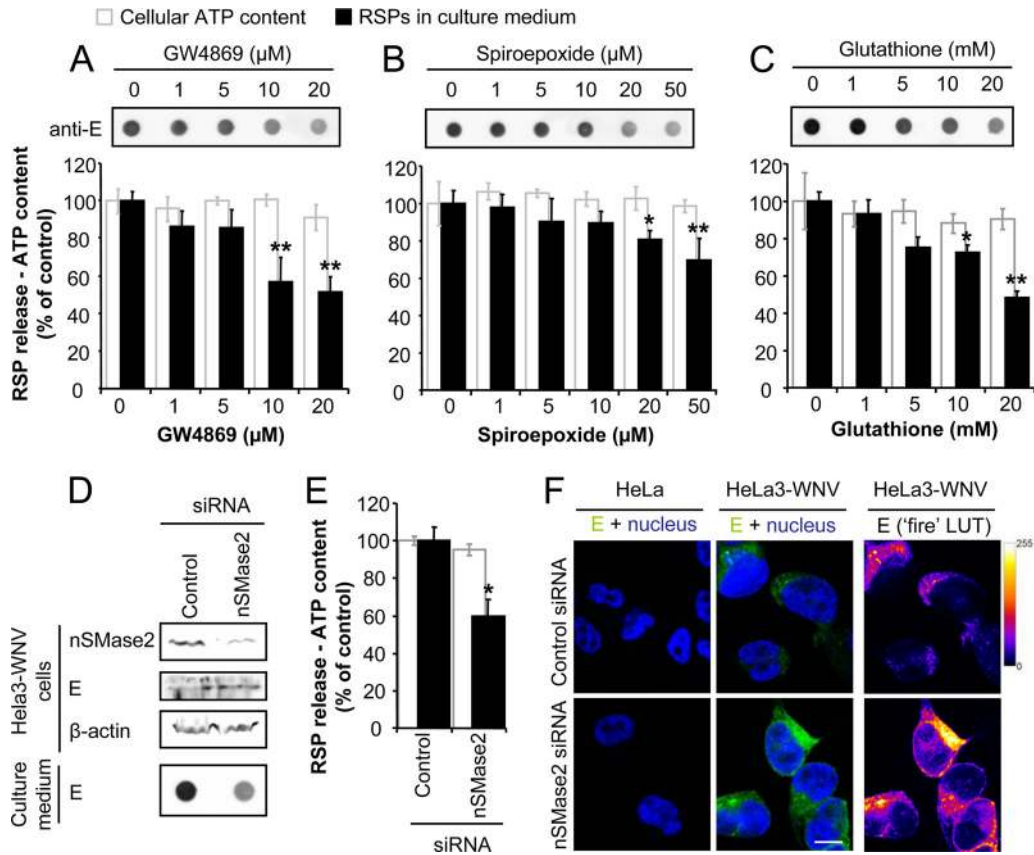 Cellular ATP content RSPs in culture medium
A
GW4869 (µM)
0 1 5 10 20
anti-E
RSP release - ATP content
(% of control)
120
100
80
60
40
20
0
** **
0 1 5 10 20
GW4869 (µM)
B
Spiroepoxide (µM)
0 1 5 10 20 50
120
100
80
60
40
20
0
* **
0 1 5 10 20 50
Spiroepoxide (µM)
C
Glutathione (mM)
0 1 5 10 20
120
100
80
60
40
20
0
* **
0 1 5 10 20
Glutathione (mM)
D
siRNA
Control nSMase2
Hela3-WNV
cells
nSMase2
E
β-actin
Culture
medium
E
E
RSP release - ATP content
(% of control)
120
100
80
60
40
20
0
*
Control nSMase2
siRNA
F
HeLa HeLa3-WNV HeLa3-WNV
E + nucleus E + nucleus E ('fire' LUT)
Control siRNA
nSMase2 siRNA
255
0